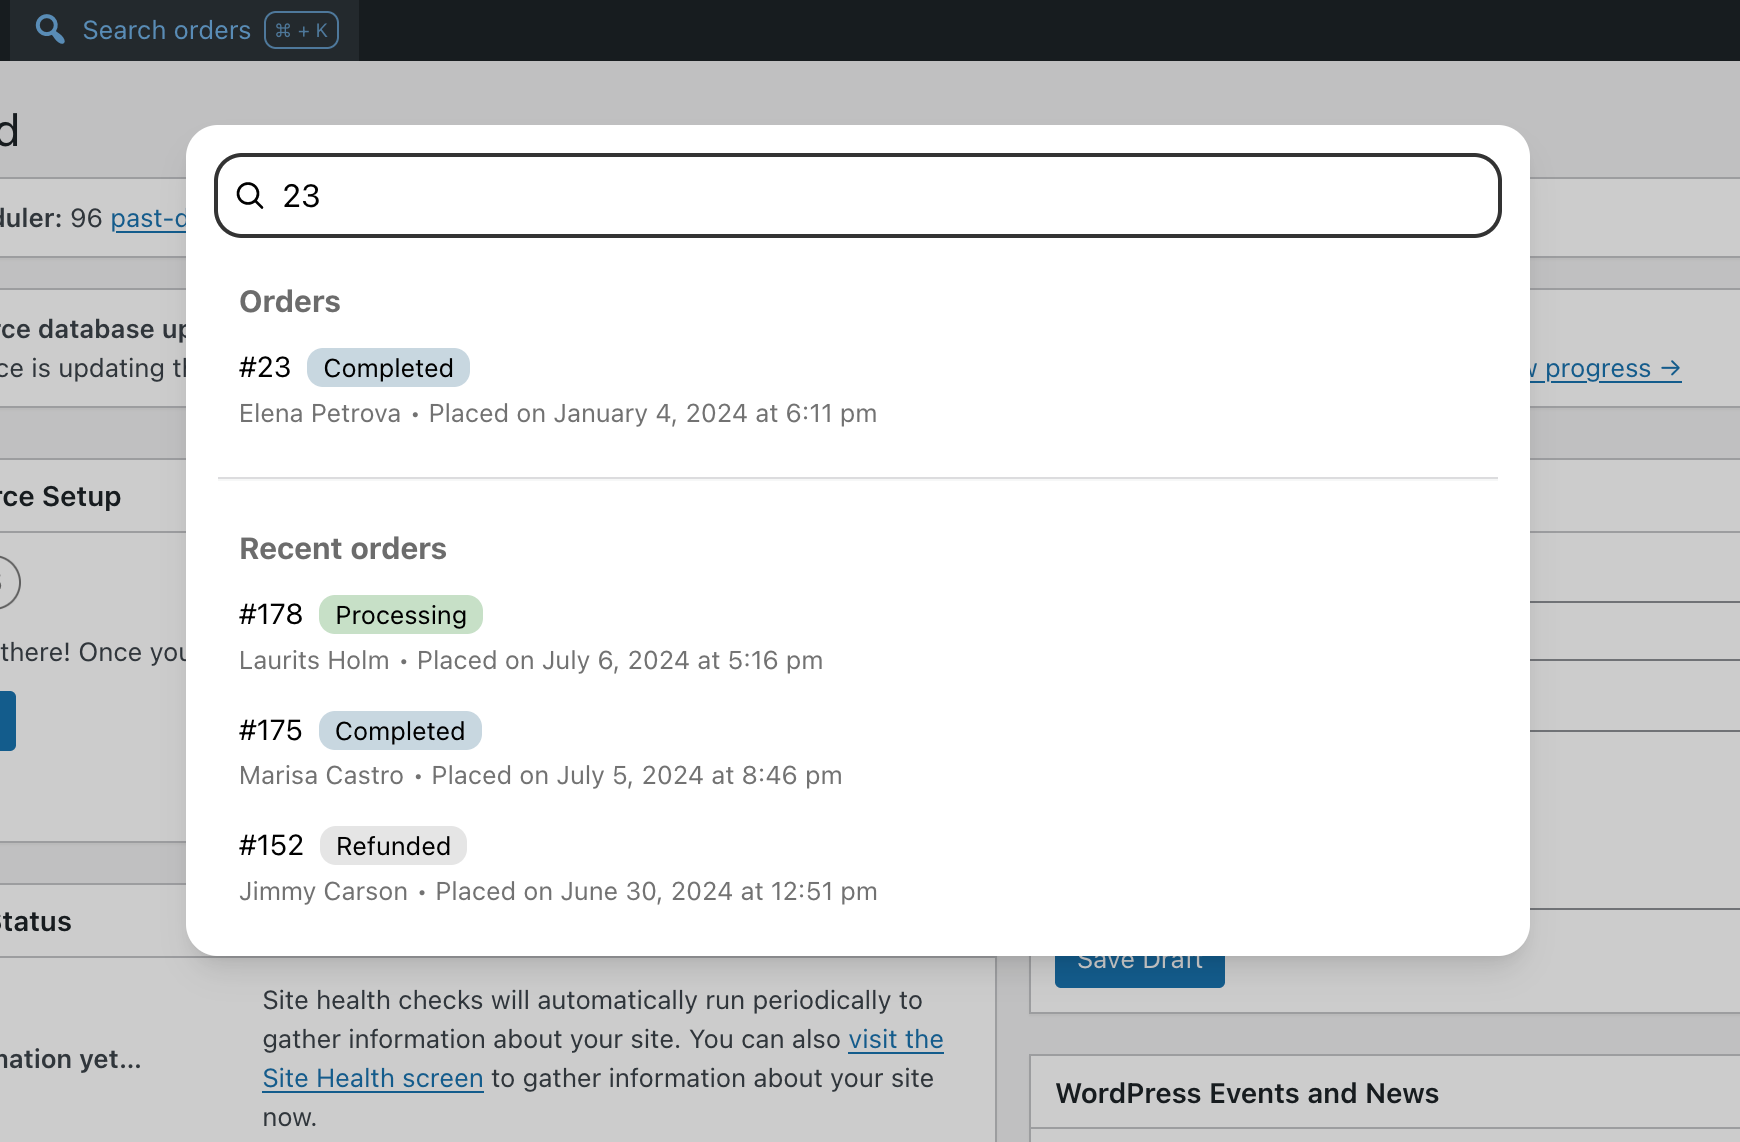 Search orders ⌘ + K
d
23
duler: 96 past-d
Orders
rce database up
#23 Completed
ce is updating th
w progress →
Elena Petrova • Placed on January 4, 2024 at 6:11 pm
rce Setup
Recent orders
#178 Processing
there! Once you
Laurits Holm • Placed on July 6, 2024 at 5:16 pm
#175 Completed
Marisa Castro • Placed on July 5, 2024 at 8:46 pm
#152 Refunded
Jimmy Carson • Placed on June 30, 2024 at 12:51 pm
Status
Save Draft
Site health checks will automatically run periodically to
gather information about your site. You can also visit the
mation yet...
Site Health screen to gather information about your site
now.
WordPress Events and News